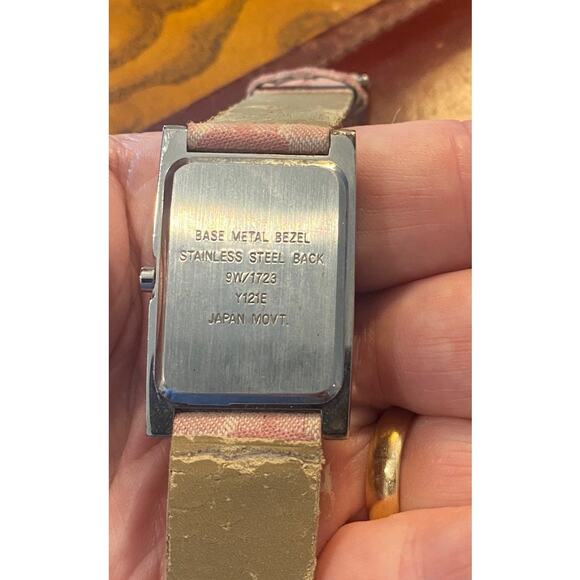 BASE METAL BEZEL
STAINLESS STEEL BACK
9W/1723
Y121E
JAPAN MOVT.